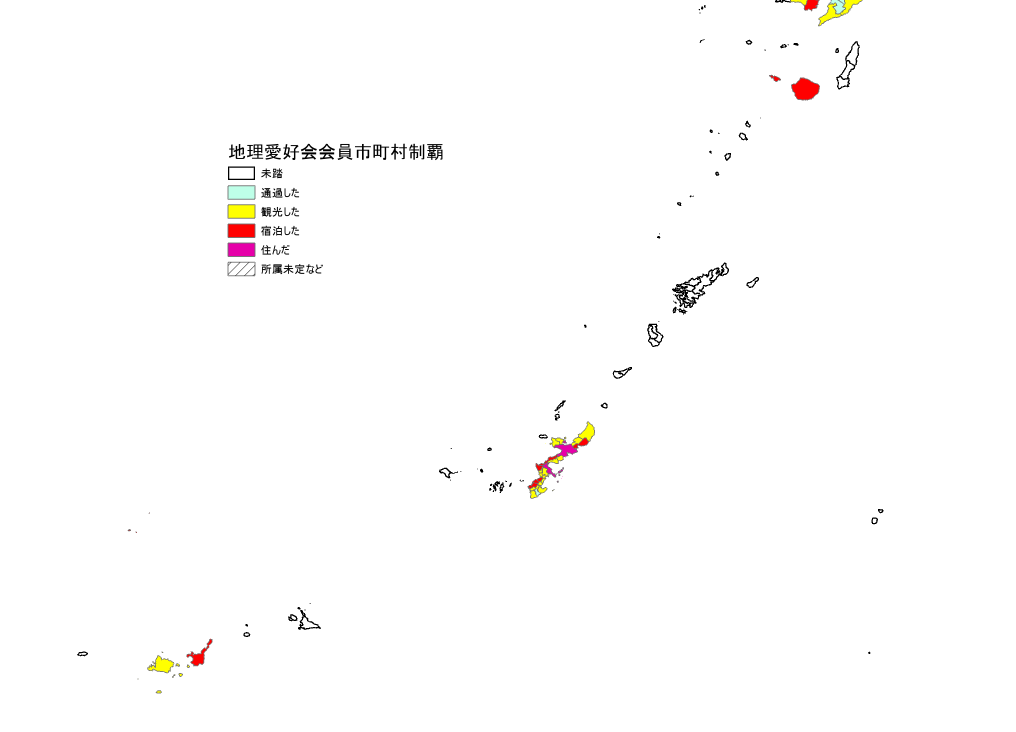 地理愛好会会員市町村制覇
未踏
通過した
観光した
宿泊した
住んだ
所属未定など